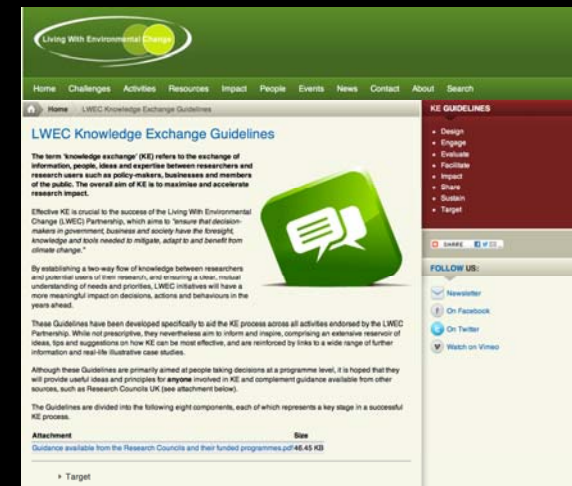 Living With Environmental Change
Home Challenges Activities Resources Impact People Events News Contact About Search
Home LWEC Knowledge Exchange Guidelines
LWEC Knowledge Exchange Guidelines
The term 'knowledge exchange' (KE) refers to the exchange of
information, people, ideas and expertise between researchers and
research users such as policy-makers, businesses and members
of the public. The overall aim of KE is to maximise and accelerate
research impact.
Effective KE is crucial to the success of the Living With Environmental
Change (LWEC) Partnership, which aims to "ensure that decision-
makers in government, business and society have the foresight,
knowledge and tools needed to mitigate, adapt to and benefit from
climate change."
By establishing a two-way flow of knowledge between researchers
and potential users of their research, and ensuring a clear, mutual
understanding of needs and priorities, LWEC initiatives will have a
more meaningful impact on decisions, actions and behaviours in the
years ahead.
These Guidelines have been developed specifically to aid the KE process across all activities endorsed by the LWEC
Partnership. While not prescriptive, they nevertheless aim to inform and inspire, comprising an extensive reservoir of
ideas, tips and suggestions on how KE can be most effective, and are reinforced by links to a wide range of further
information and real-life illustrative case studies.
Although these Guidelines are primarily aimed at people taking decisions at a programme level, it is hoped that they
will provide useful ideas and principles for anyone involved in KE and complement guidance available from other
sources, such as Research Councils UK (see attachment below).
The Guidelines are divided into the following eight components, each of which represents a key stage in a successful
KE process.
Attachment Size
Guidance available from the Research Councils and their funded programmes.pdf 46.45 KB
Target
KE GUIDELINES
Design
Engage
Evaluate
Facilitate
Impact
Share
Sustain
Target
SHARE
FOLLOW US:
Newsletter
On Facebook
On Twitter
Watch on Vimeo